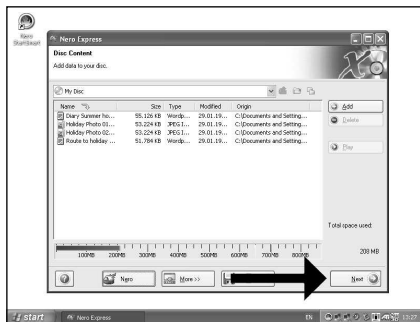 Nero
StartSmart
Nero Express
Disc Content
Add data to your disc.
My Disc
Name Size Type Modified Origin
Diary Summer ho... 55.126 KB Wordp... 29.01.19... C:\Documents and Setting...
Holiday Photo 01... 53.224 KB JPEG I... 29.01.19... C:\Documents and Setting...
Holiday Photo 02... 53.224 KB JPEG I... 29.01.19... C:\Documents and Setting...
Route to holiday ... 51.784 KB Wordp... 29.01.19... C:\Documents and Setting...
Add
Delete
Play
Total space used:
100MB 200MB 300MB 400MB 500MB 600MB 700MB 800MB
208 MB
Nero
More >>
Next
start
Nero Express
EN
13:27